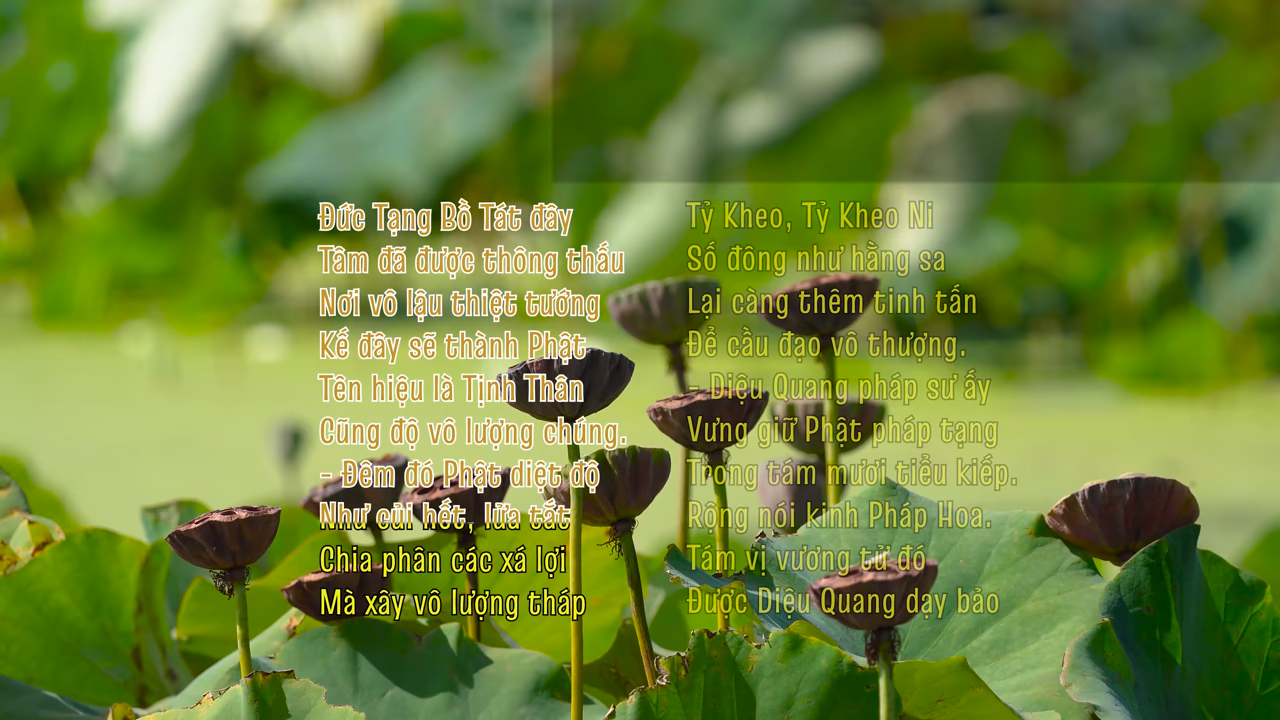 Đức Tạng Bồ Tát đây
Tâm đã được thông thấu
Nơi vô lậu thiệt tướng
Kế đây sẽ thành Phật
Tên hiệu là Tịnh Thân
Cũng độ vô lượng chúng.
- Đêm đó Phật diệt độ
Như củi hết, lửa tắt
Chia phân các xá lợi
Mà xây vô lượng tháp
Tỷ Kheo, Tỷ Kheo Ni
Số đông như hằng sa
Lại càng thêm tinh tấn
Để cầu đạo vô thượng.
- Diệu Quang pháp sư ấy
Vưng giữ Phật pháp tạng
Trong tám mươi tiểu kiếp.
Rộng nói kinh Pháp Hoa.
Tám vị vương tử đó
Được Diệu Quang dạy bảo